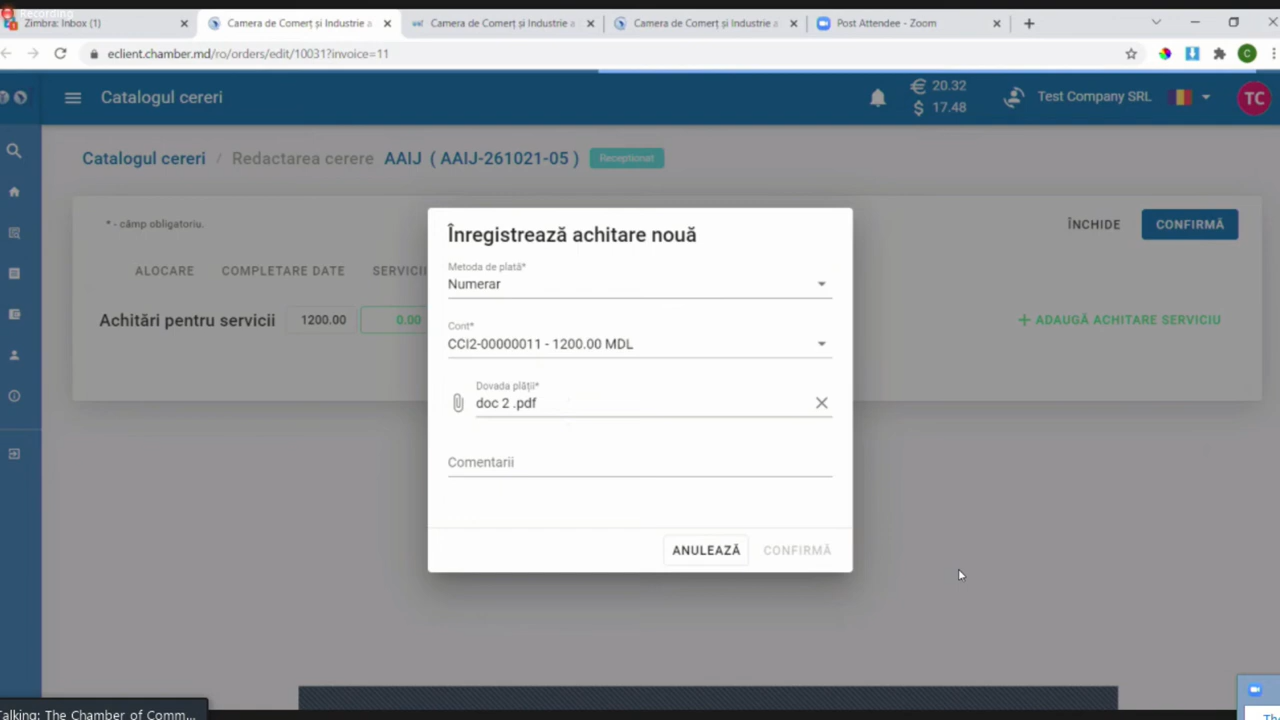 Recording
Zimbra: Inbox (1)
Camera de Comerț și Industrie a
Camera de Comerț și Industrie a
Camera de Comerț și Industrie a
Post Attendee - Zoom
eclient.chamber.md/ro/orders/edit/10031?invoice=11
C
Catalogul cereri
€ 20.32
$ 17.48
Test Company SRL
TC
Catalogul cereri / Redactarea cerere AAIJ ( AAIJ-261021-05 ) Recepționat
* - câmp obligatoriu.
ÎNCHIDE
CONFIRMĂ
ALOCARE
COMPLETARE DATE
SERVICII
Achitări pentru servicii
1200.00
0.00
+ ADAUGĂ ACHITARE SERVICIU
Înregistrează achitare nouă
Metoda de plată*
Numerar
Cont*
CCI2-00000011 - 1200.00 MDL
Dovada plății*
doc 2 .pdf
Comentarii
ANULEAZĂ
CONFIRMĂ
Talking: The Chamber of Comm...